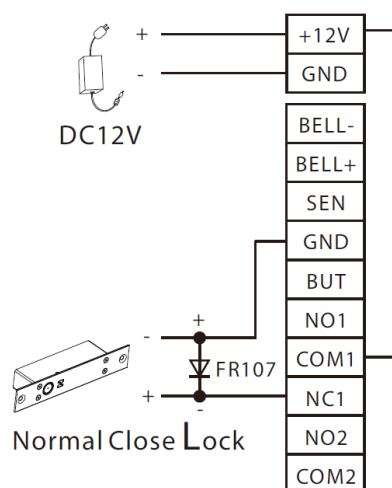 + +12V
- GND
DC12V
BELL-
BELL+
SEN
GND
BUT
NO1
+
-
FR107
COM1
+
-
NC1
Normal Close Lock
NO2
COM2